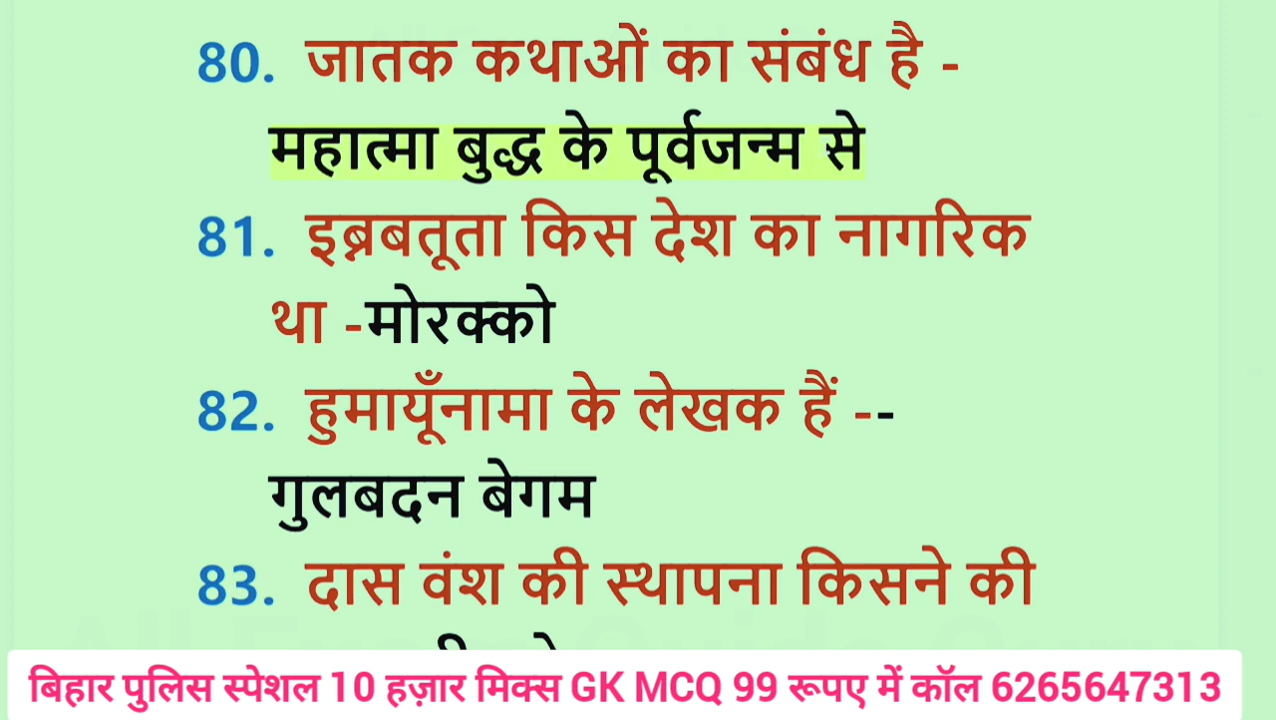 80. जातक कथाओं का संबंध है -
महात्मा बुद्ध के पूर्वजन्म से
81. इब्नबतूता किस देश का नागरिक
था -मोरक्को
82. हुमायूँनामा के लेखक हैं --
गुलबदन बेगम
83. दास वंश की स्थापना किसने की
बिहार पुलिस स्पेशल 10 हज़ार मिक्स GK MCQ 99 रूपए में कॉल 6265647313